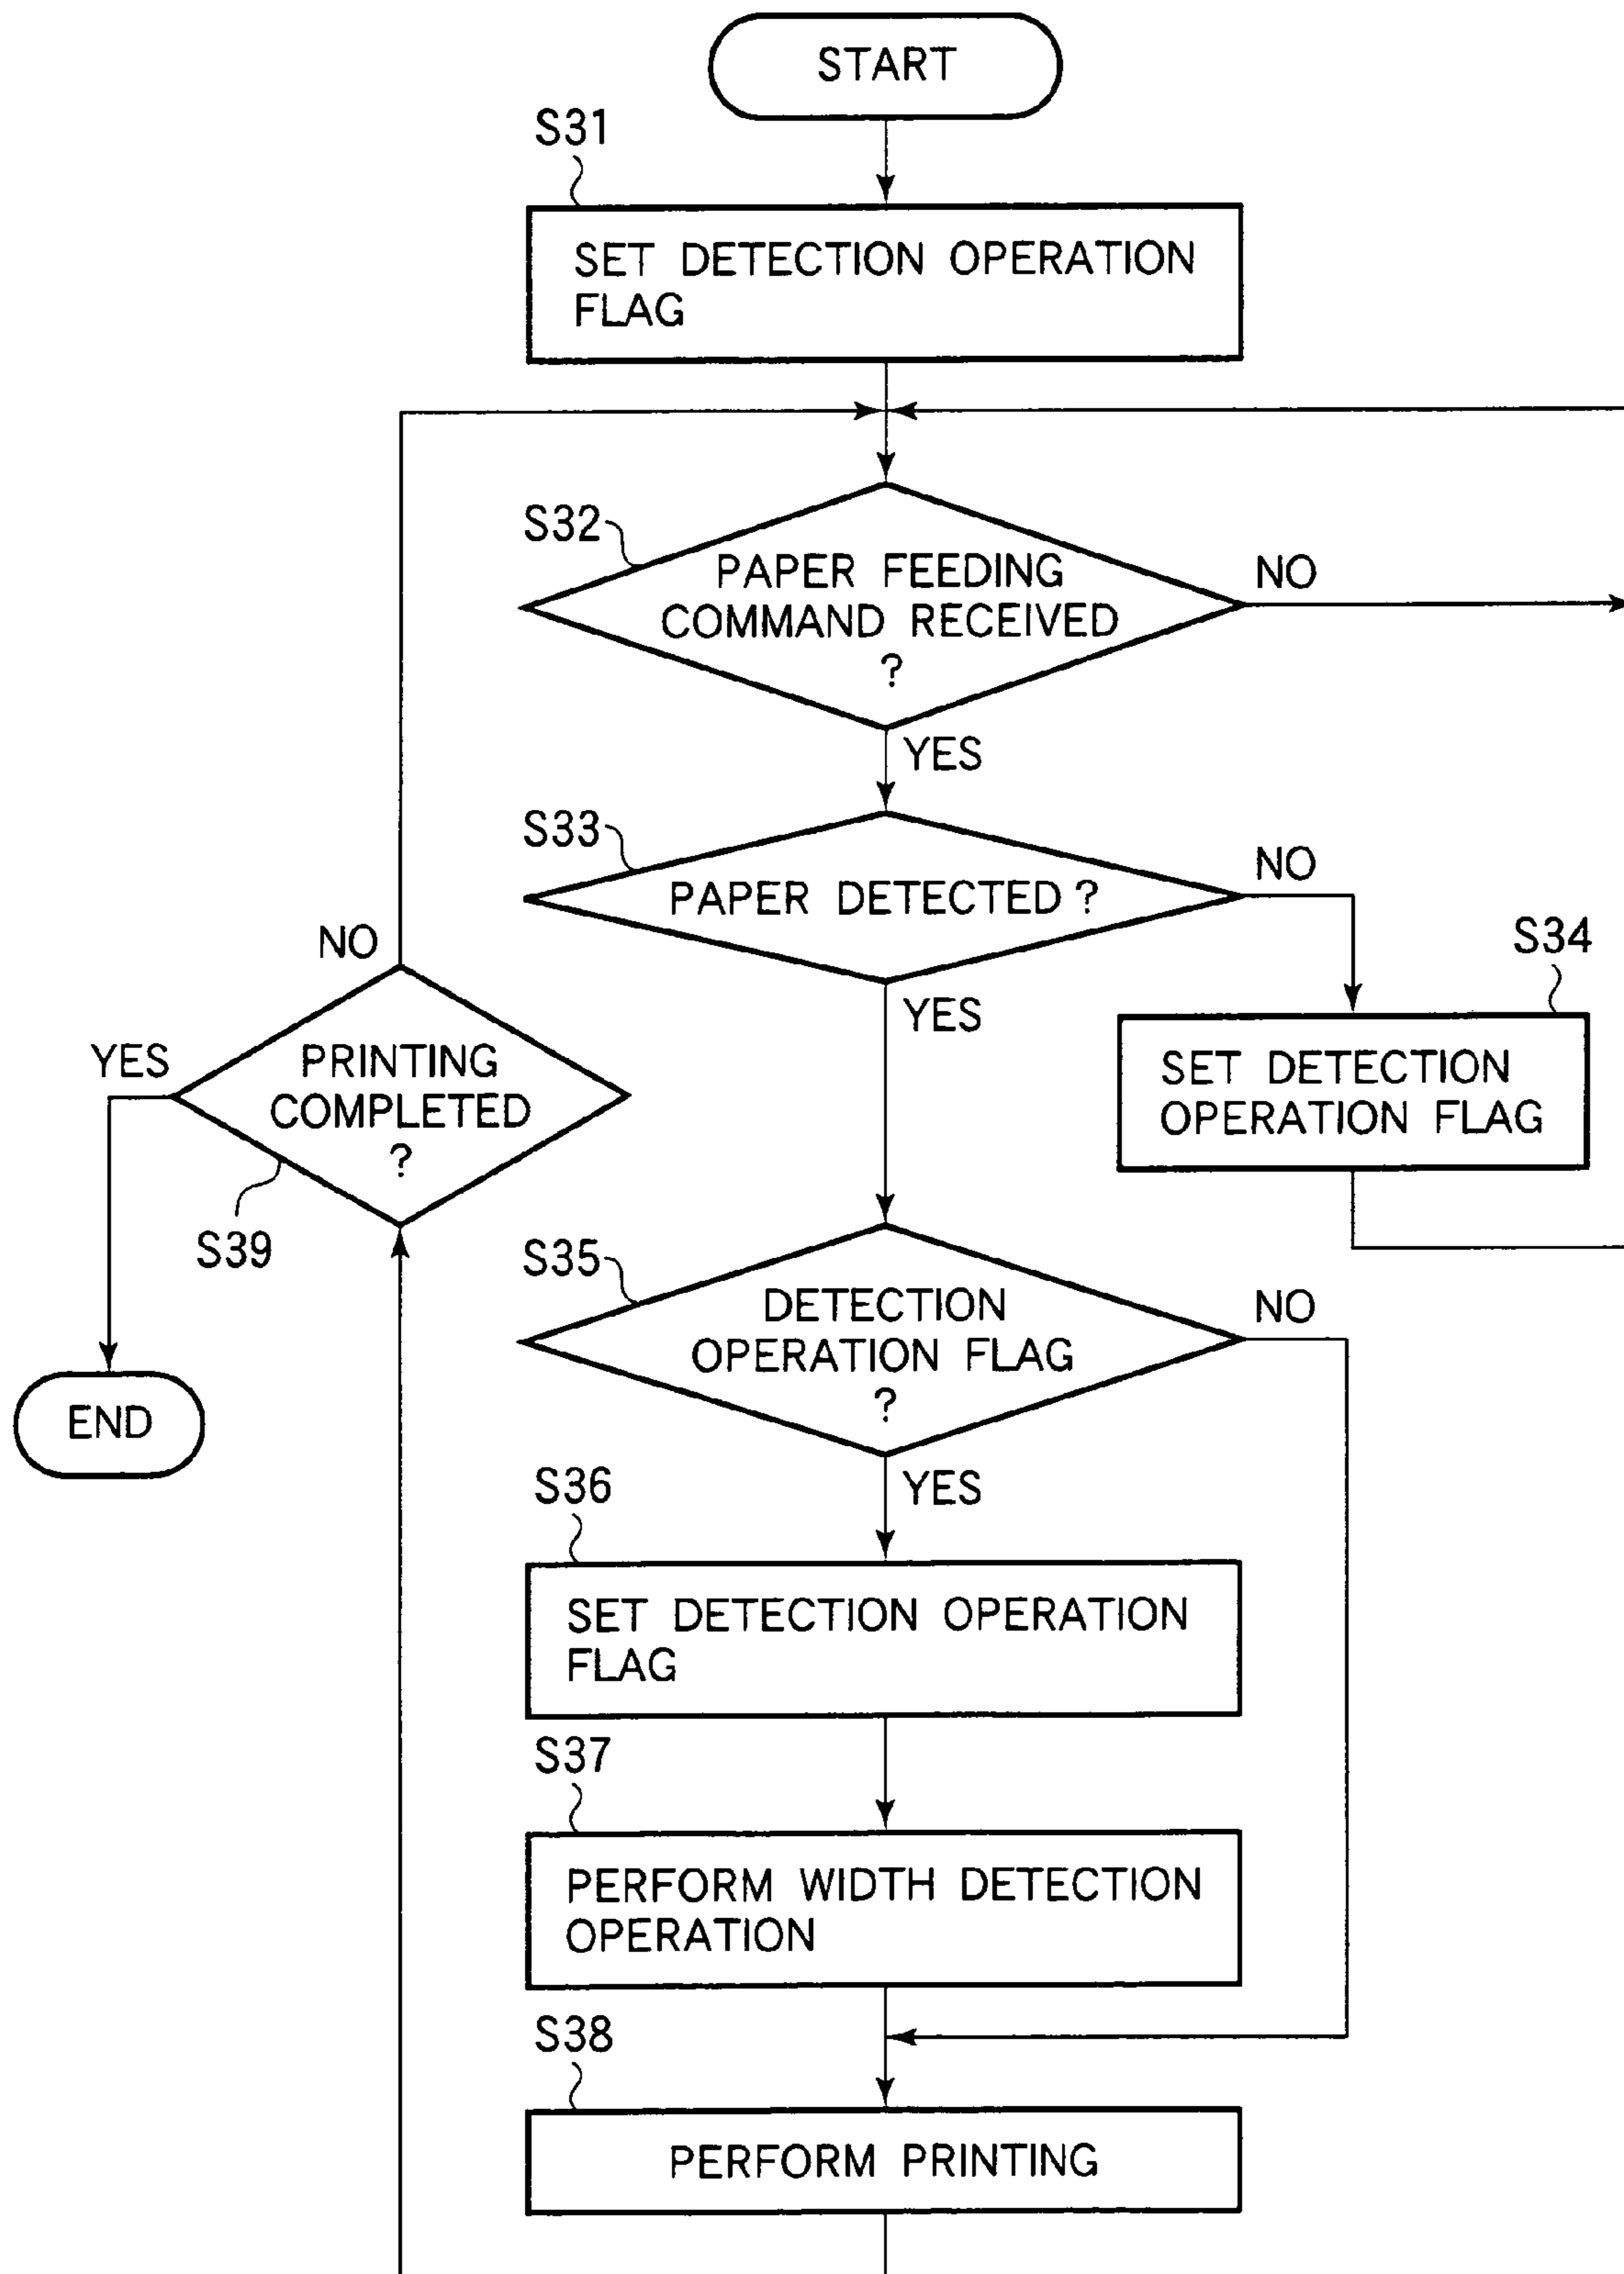 START
S31
SET DETECTION OPERATION
FLAG
S32
PAPER FEEDING
COMMAND RECEIVED
?
NO
YES
S33
PAPER DETECTED ?
NO
YES
S34
SET DETECTION
OPERATION FLAG
NO
YES
PRINTING
COMPLETED
?
S39
END
S35
DETECTION
OPERATION FLAG
?
NO
YES
S36
SET DETECTION OPERATION
FLAG
S37
PERFORM WIDTH DETECTION
OPERATION
S38
PERFORM PRINTING